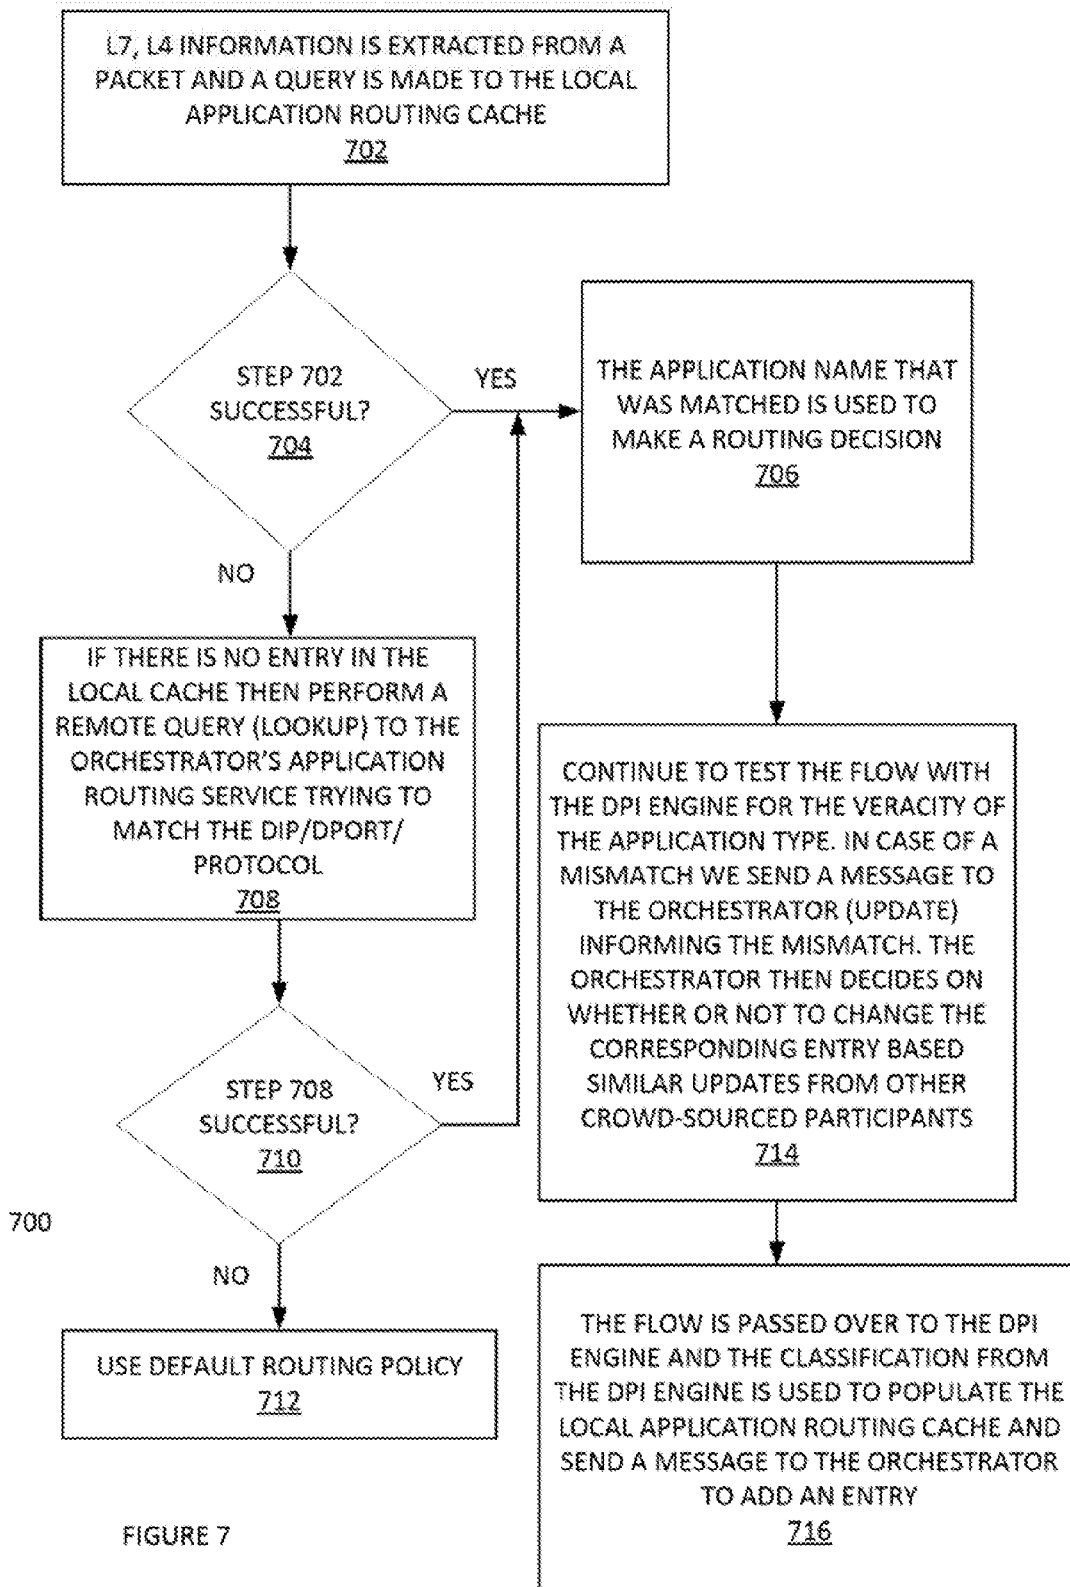 L7, L4 INFORMATION IS EXTRACTED FROM A
PACKET AND A QUERY IS MADE TO THE LOCAL
APPLICATION ROUTING CACHE
702
STEP 702
SUCCESSFUL?
704
YES
THE APPLICATION NAME THAT
WAS MATCHED IS USED TO
MAKE A ROUTING DECISION
706
NO
IF THERE IS NO ENTRY IN THE
LOCAL CACHE THEN PERFORM A
REMOTE QUERY (LOOKUP) TO THE
ORCHESTRATOR'S APPLICATION
ROUTING SERVICE TRYING TO
MATCH THE DIP/DPORT/
PROTOCOL
708
CONTINUE TO TEST THE FLOW WITH
THE DPI ENGINE FOR THE VERACITY OF
THE APPLICATION TYPE. IN CASE OF A
MISMATCH WE SEND A MESSAGE TO
THE ORCHESTRATOR (UPDATE)
INFORMING THE MISMATCH. THE
ORCHESTRATOR THEN DECIDES ON
WHETHER OR NOT TO CHANGE THE
CORRESPONDING ENTRY BASED
SIMILAR UPDATES FROM OTHER
CROWD-SOURCED PARTICIPANTS
714
STEP 708
SUCCESSFUL?
710
YES
700
NO
USE DEFAULT ROUTING POLICY
712
THE FLOW IS PASSED OVER TO THE DPI
ENGINE AND THE CLASSIFICATION FROM
THE DPI ENGINE IS USED TO POPULATE THE
LOCAL APPLICATION ROUTING CACHE AND
SEND A MESSAGE TO THE ORCHESTRATOR
TO ADD AN ENTRY
716
FIGURE 7